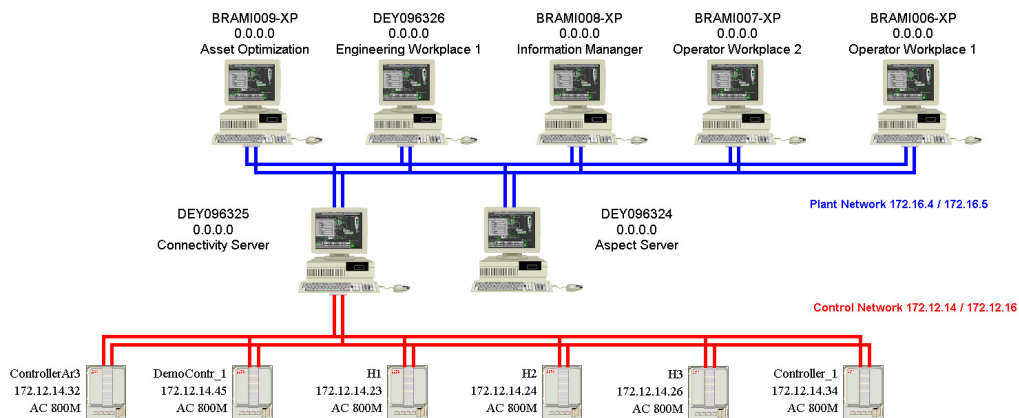 BRAMI009-XP
0.0.0.0
Asset Optimization
DEY096326
0.0.0.0
Engineering Workplace 1
BRAMI008-XP
0.0.0.0
Information Mananger
BRAMI007-XP
0.0.0.0
Operator Workplace 2
BRAMI006-XP
0.0.0.0
Operator Workplace 1
Plant Network 172.16.4 / 172.16.5
DEY096325
0.0.0.0
Connectivity Server
DEY096324
0.0.0.0
Aspect Server
Control Network 172.12.14 / 172.12.16
ControllerAr3
172.12.14.32
AC 800M
DemoContr_1
172.12.14.45
AC 800M
H1
172.12.14.23
AC 800M
H2
172.12.14.24
AC 800M
H3
172.12.14.26
AC 800M
Controller_1
172.12.14.34
AC 800M